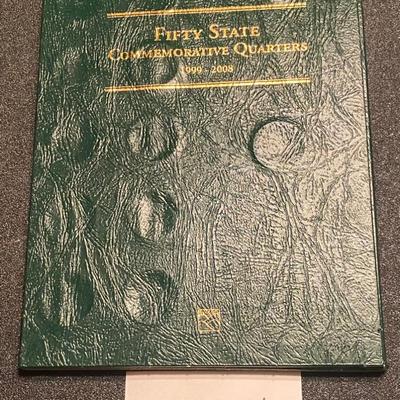 FIFTY STATE
COMMEMORATIVE QUARTERS
1999 - 2008